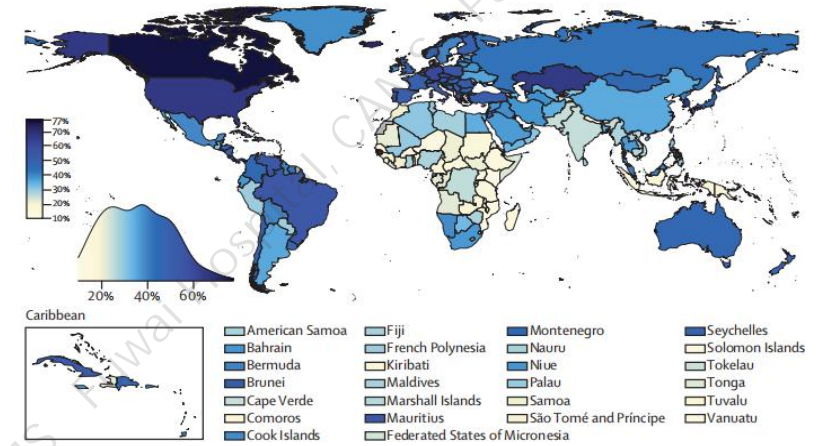 77%
70%
60%
50%
40%
30%
20%
10%
20% 40% 60%
Caribbean
American Samoa Fiji Montenegro Seychelles
Bahrain French Polynesia Nauru Solomon Islands
Bermuda Kiribati Niue Tokelau
Brunei Maldives Palau Tonga
Cape Verde Marshall Islands Samoa Tuvalu
Comoros Mauritius São Tomé and Príncipe Vanuatu
Cook Islands Federated States of Micronesia